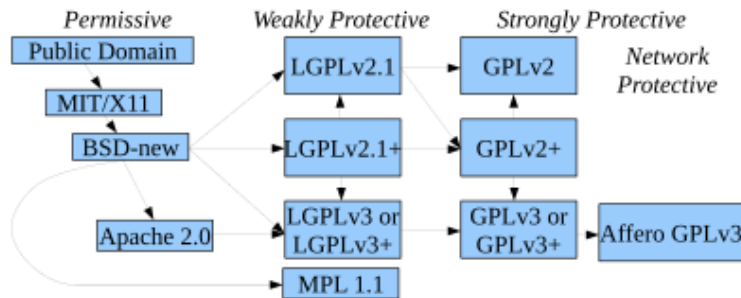 Permissive
Weakly Protective
Strongly Protective
Public Domain
LGPLv2.1
GPLv2
Network
Protective
MIT/X11
BSD-new
LGPLv2.1+
GPLv2+
Apache 2.0
LGPLv3 or
LGPLv3+
GPLv3 or
GPLv3+
Affero GPLv3
MPL 1.1